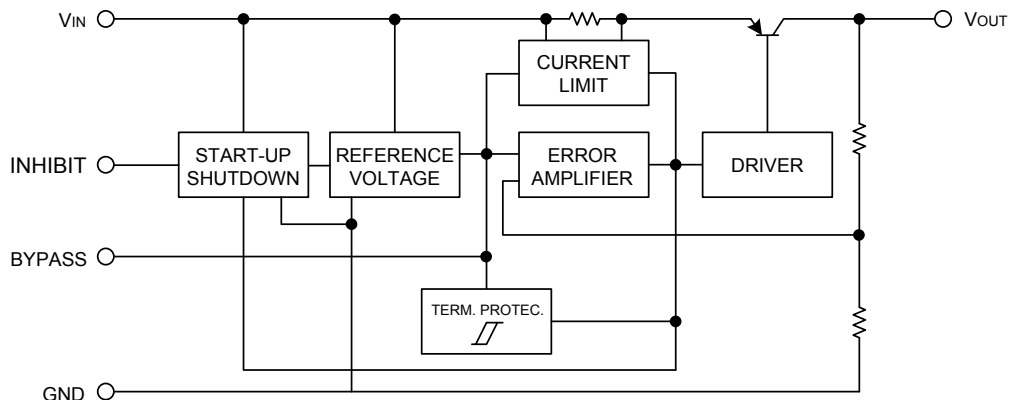 VIN
VOUT
CURRENT
LIMIT
INHIBIT
START-UP
SHUTDOWN
REFERENCE
VOLTAGE
ERROR
AMPLIFIER
DRIVER
BYPASS
TERM. PROTEC.
GND